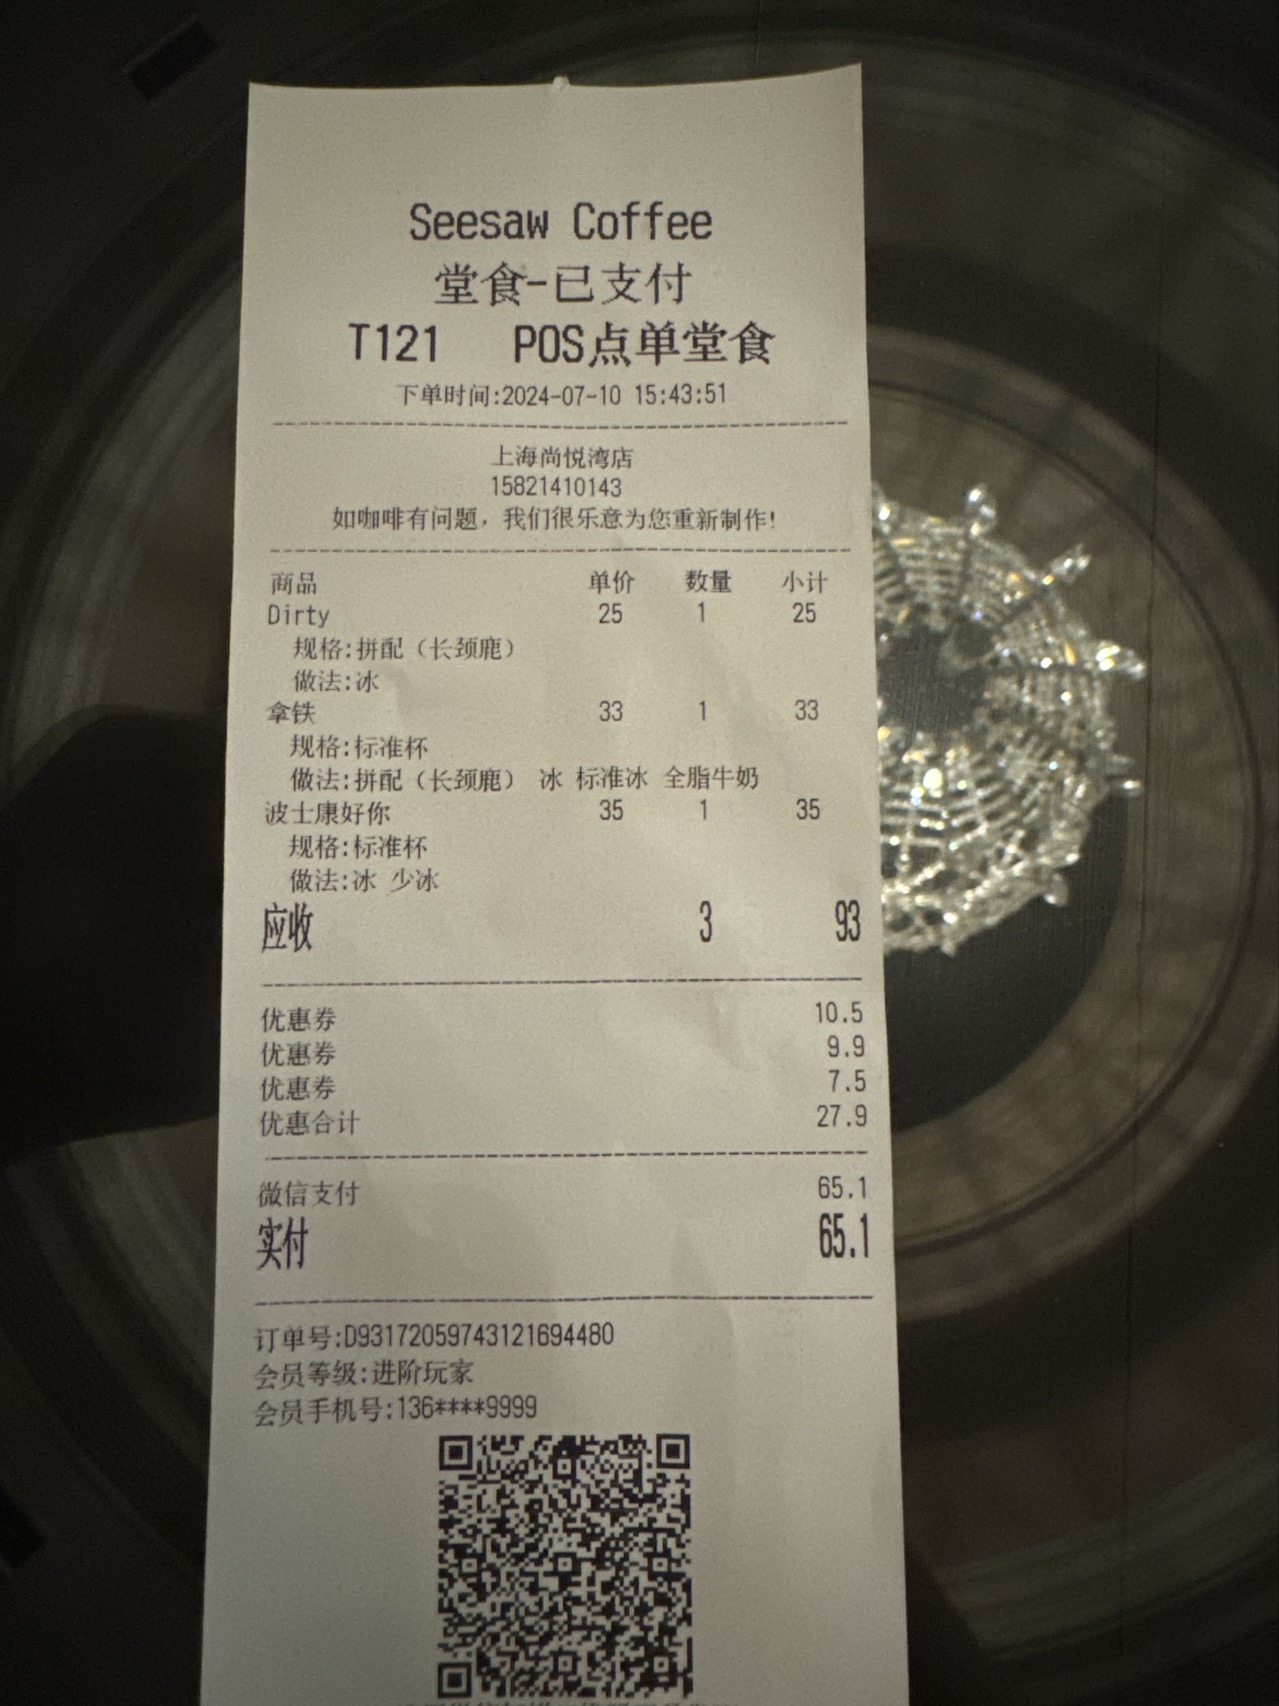 Seesaw Coffee
堂食-已支付
T121 POS点单堂食
下单时间:2024-07-10 15:43:51
上海尚悦湾店
15821410143
如咖啡有问题，我们很乐意为您重新制作!
商品 单价 数量 小计
Dirty 25 1 25
规格:拼配（长颈鹿）
做法:冰
拿铁 33 1 33
规格:标准杯
做法:拼配（长颈鹿） 冰 标准冰 全脂牛奶
波士康好你 35 1 35
规格:标准杯
做法:冰 少冰
应收 3 93
优惠券 10.5
优惠券 9.9
优惠券 7.5
优惠合计 27.9
微信支付 65.1
实付 65.1
订单号:D93172059743121694480
会员等级:进阶玩家
会员手机号:136****9999